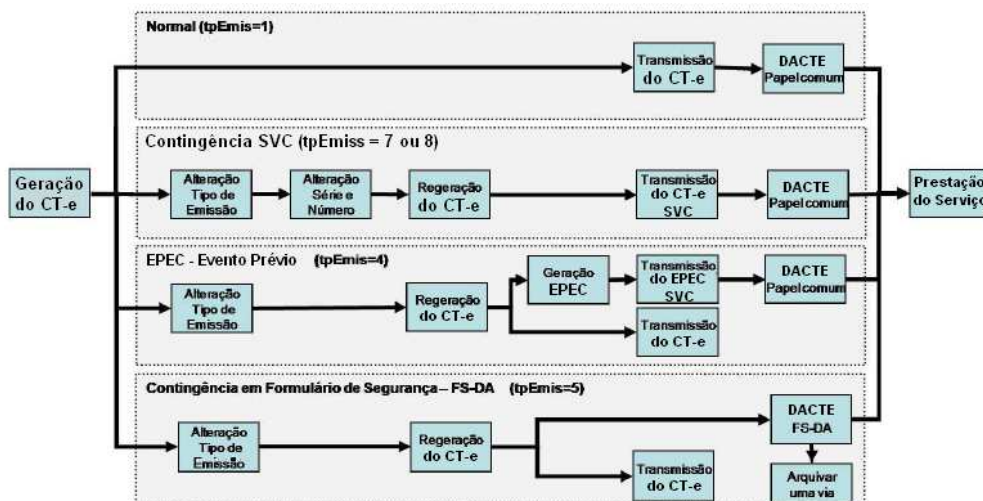 Normal (tpEmis=1)
Transmissão
do CT-e
DACTE
Papel comum
Contingência SVC (tpEmiss = 7 ou 8)
Geração
do CT-e
Alteração
Tipo de
Emissão
Alteração
Série e
Número
Regeração
do CT-e
Transmissão
do CT-e
SVC
DACTE
Papel comum
Prestação
do Serviço
EPEC - Evento Prévio (tpEmis=4)
Alteração
Tipo de
Emissão
Regeração
do CT-e
Geração
EPEC
Transmissão
do EPEC
SVC
DACTE
Papel comum
Transmissão
do CT-e
Contingência em Formulário de Segurança – FS-DA (tpEmis=5)
Alteração
Tipo de
Emissão
Regeração
do CT-e
DACTE
FS-DA
Transmissão
do CT-e
Arquivar
uma via